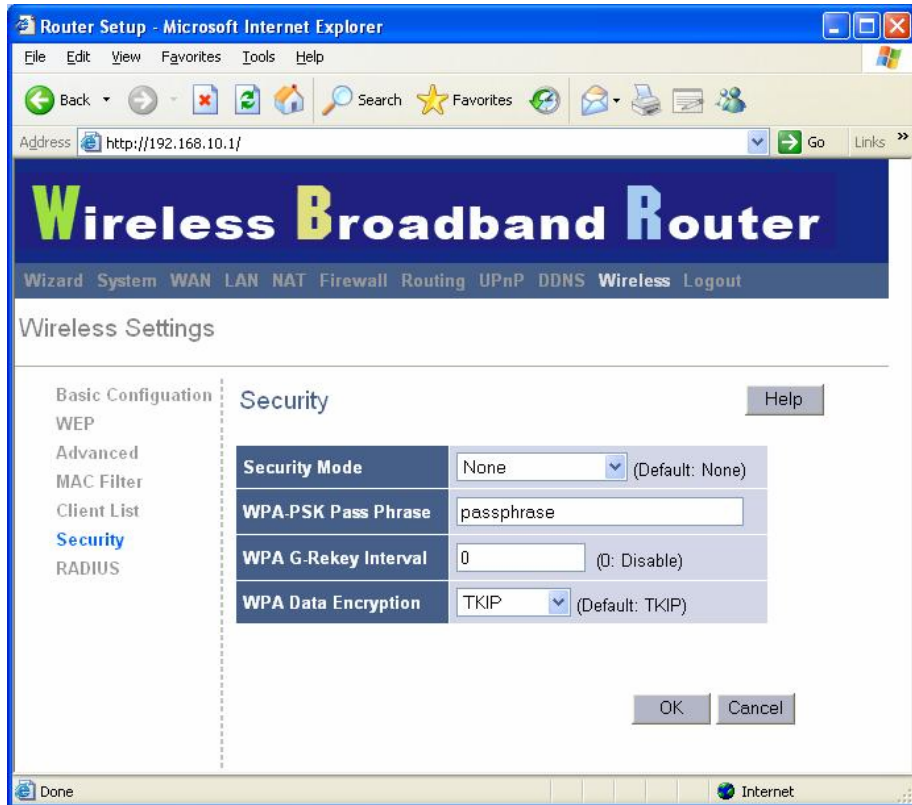 Router Setup - Microsoft Internet Explorer
File Edit View Favorites Tools Help
Back Search Favorites
Address http://192.168.10.1/ Go Links »
Wireless Broadband Router
Wizard System WAN LAN NAT Firewall Routing UPnP DDNS Wireless Logout
Wireless Settings
Basic Configuation
WEP
Advanced
MAC Filter
Client List
Security
RADIUS
Security Help
Security Mode None (Default: None)
WPA-PSK Pass Phrase passphrase
WPA G-Rekey Interval 0 (0: Disable)
WPA Data Encryption TKIP (Default: TKIP)
OK Cancel
Done Internet